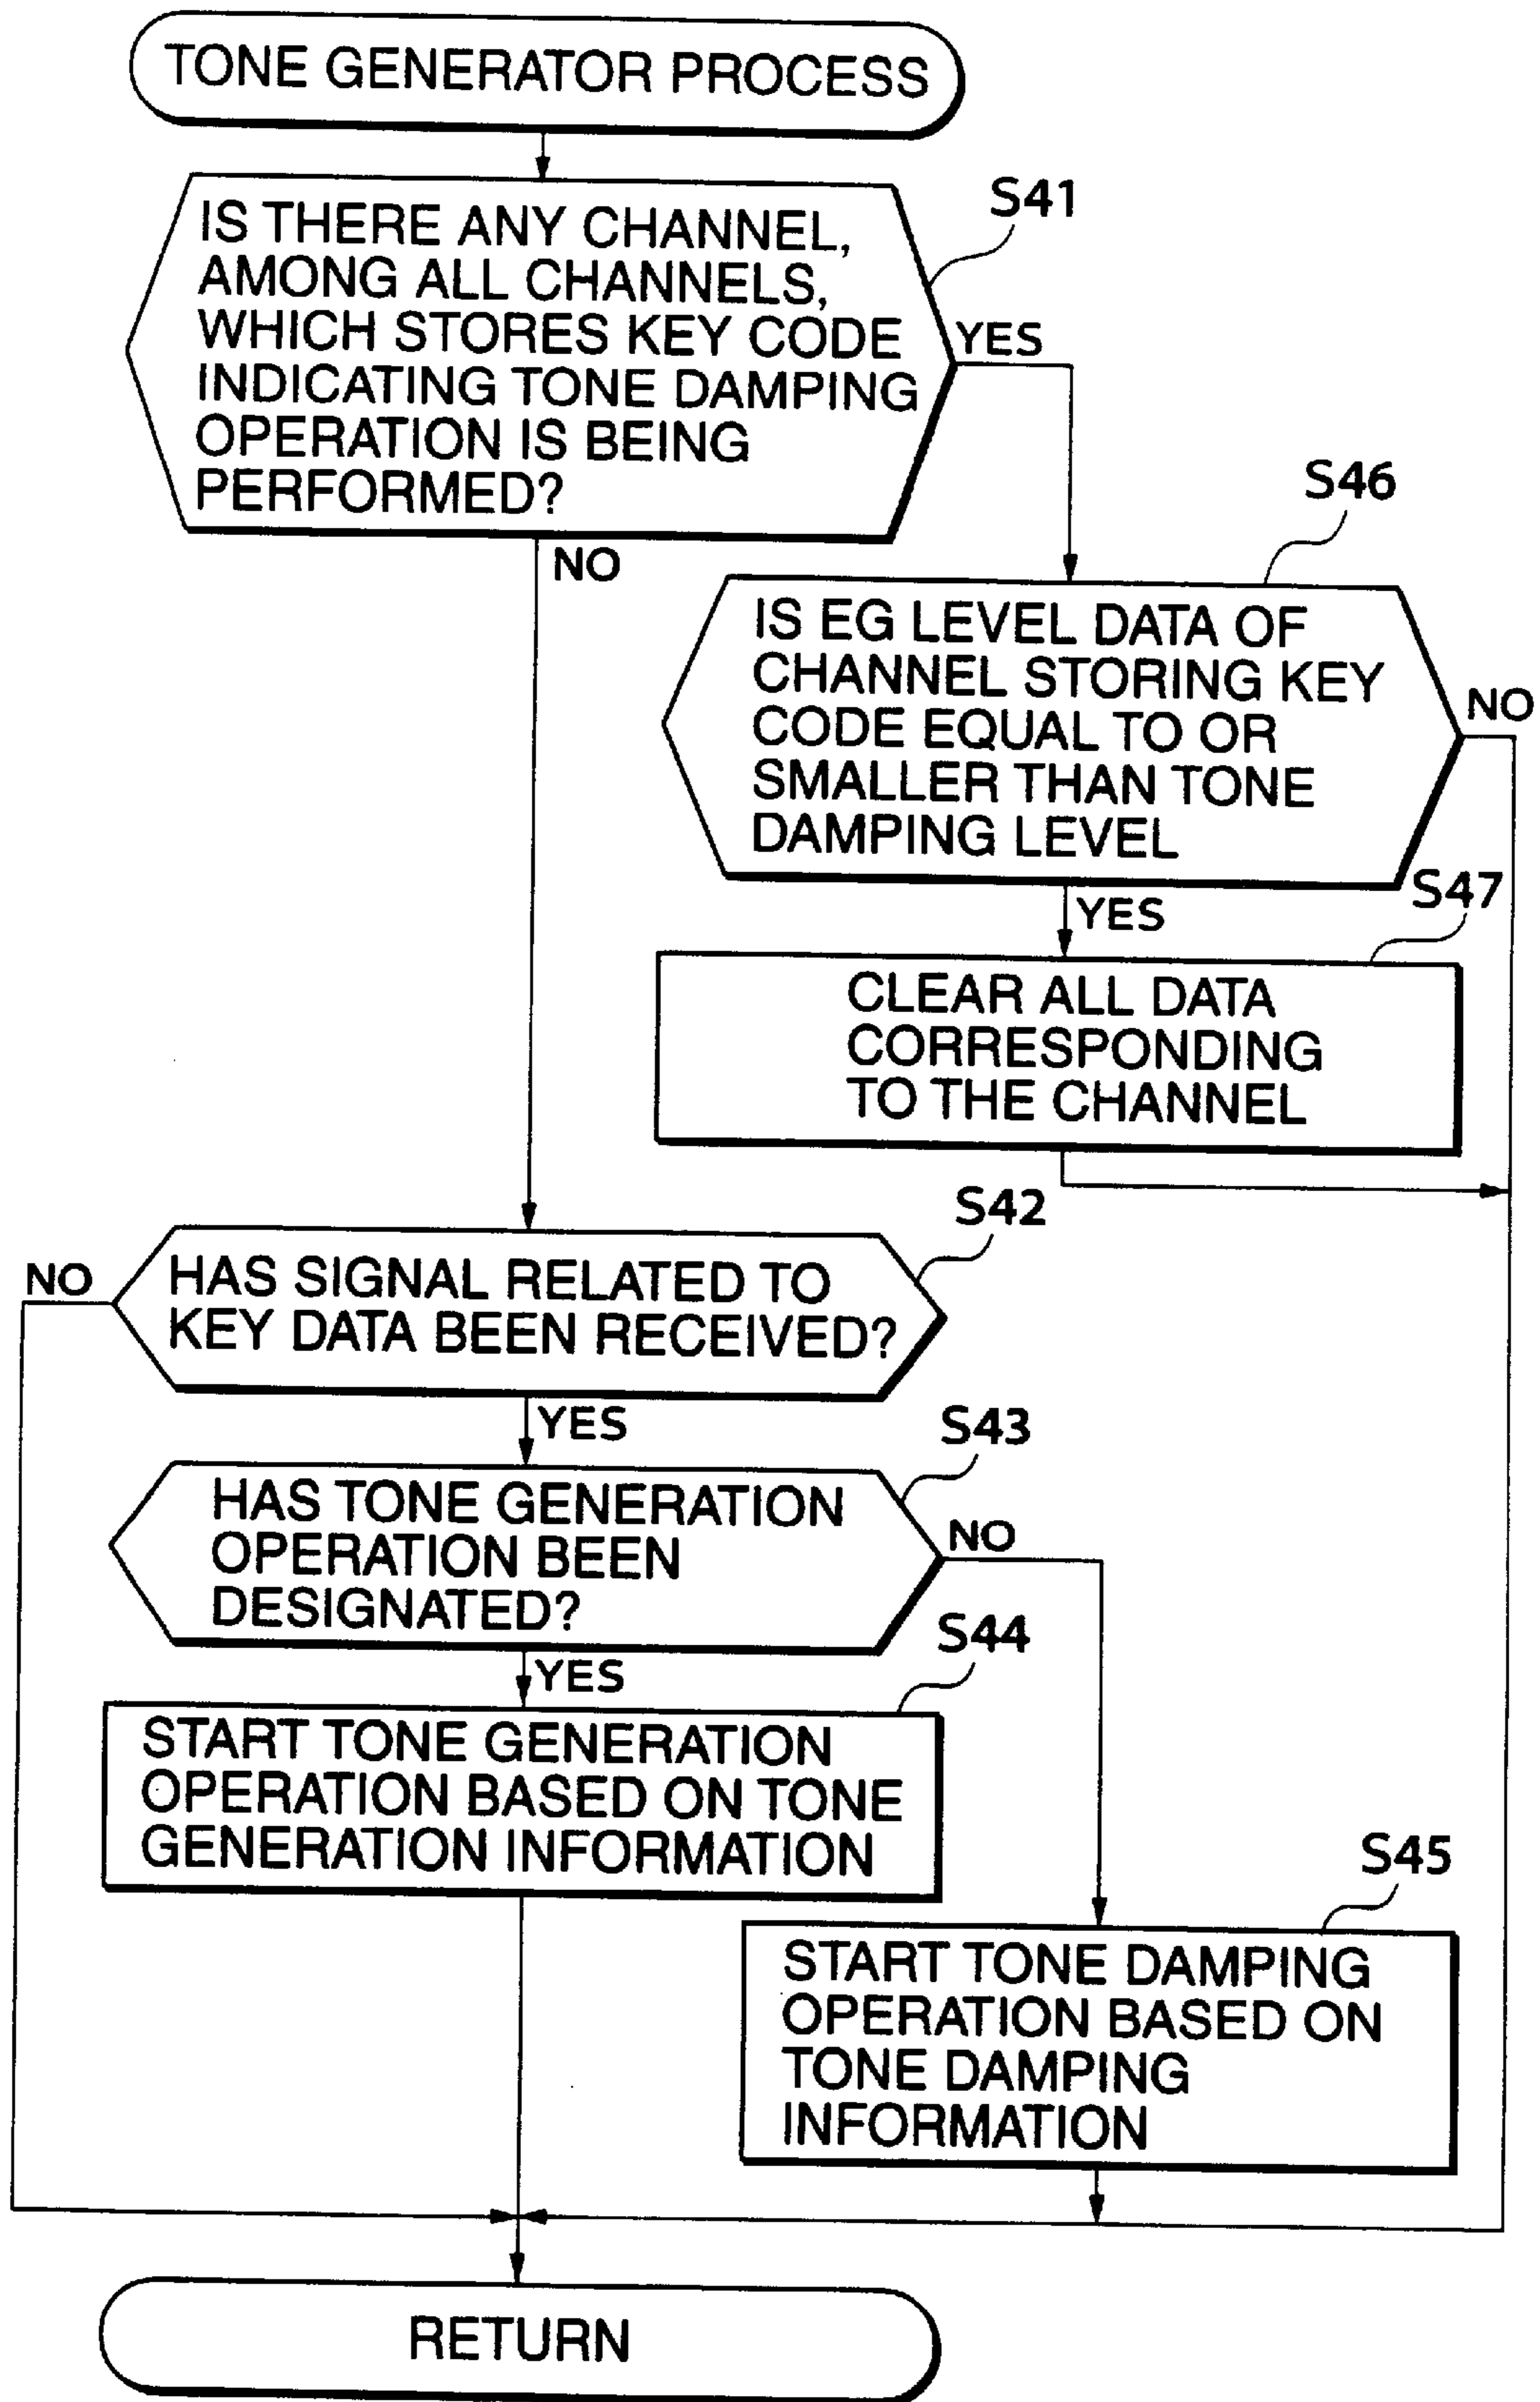 TONE GENERATOR PROCESS
S41
IS THERE ANY CHANNEL,
AMONG ALL CHANNELS,
WHICH STORES KEY CODE
INDICATING TONE DAMPING
OPERATION IS BEING
PERFORMED?
YES
NO
S46
IS EG LEVEL DATA OF
CHANNEL STORING KEY
CODE EQUAL TO OR
SMALLER THAN TONE
DAMPING LEVEL
NO
YES
S47
CLEAR ALL DATA
CORRESPONDING
TO THE CHANNEL
S42
NO
HAS SIGNAL RELATED TO
KEY DATA BEEN RECEIVED?
YES
S43
HAS TONE GENERATION
OPERATION BEEN
DESIGNATED?
NO
YES
S44
START TONE GENERATION
OPERATION BASED ON TONE
GENERATION INFORMATION
S45
START TONE DAMPING
OPERATION BASED ON
TONE DAMPING
INFORMATION
RETURN